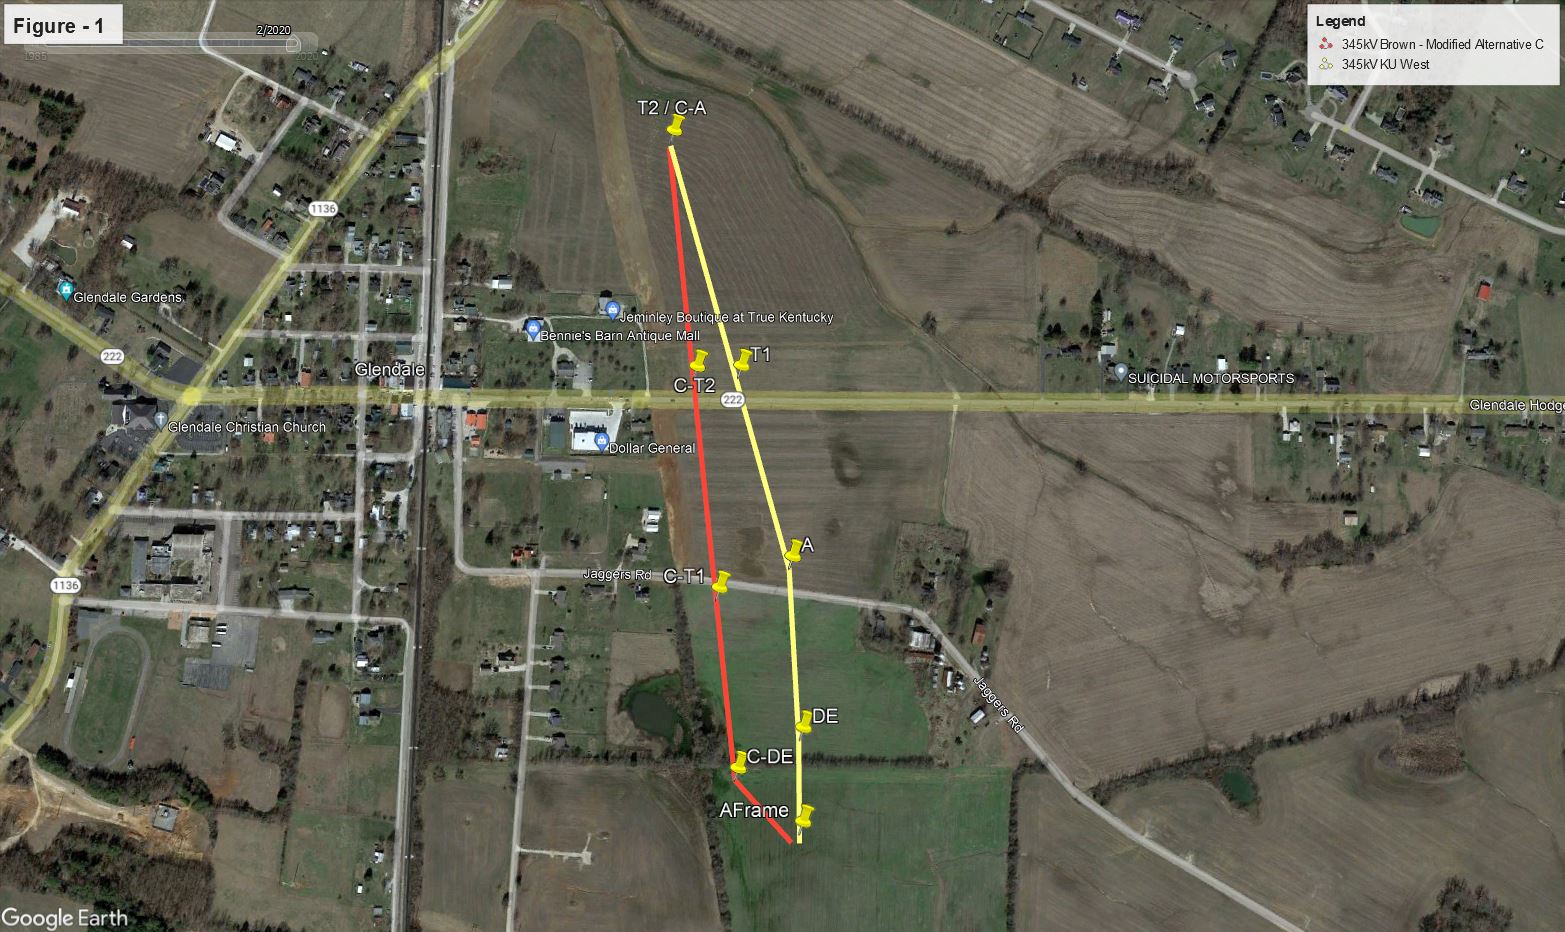 Figure - 1
2/2020
1985
2020
Legend
345kV Brown - Modified Alternative C
345kV KU West
T2 / C-A
1136
Glendale Gardens
Jeminley Boutique at True Kentucky
Bennie's Barn Antique Mall
222
T1
Glendale
C-T2
SUICIDAL MOTORSPORTS
222
Glendale Hodge
Glendale Christian Church
Dollar General
A
Jaggers Rd
C-T1
1136
Jaggers Rd
DE
C-DE
AFrame
Google Earth